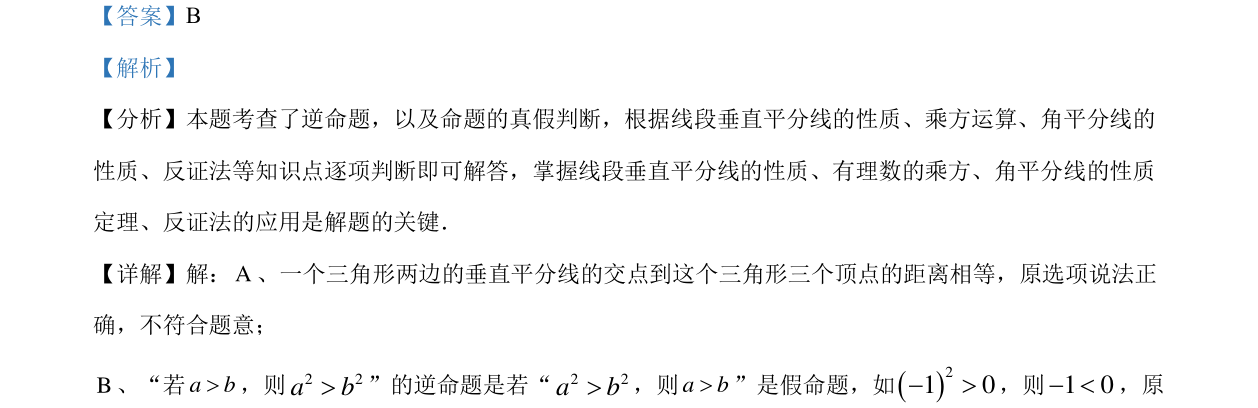 【答案】B
【解析】
【分析】本题考查了逆命题，以及命题的真假判断，根据线段垂直平分线的性质、乘方运算、角平分线的
性质、反证法等知识点逐项判断即可解答，掌握线段垂直平分线的性质、有理数的乘方、角平分线的性质
定理、反证法的应用是解题的关键．
【详解】解：A、一个三角形两边的垂直平分线的交点到这个三角形三个顶点的距离相等，原选项说法正
确，不符合题意；
B、“若a>b，则a²>b²”的逆命题是若“a²>b²，则a>b”是假命题，如(−1)²>0，则−1<0，原